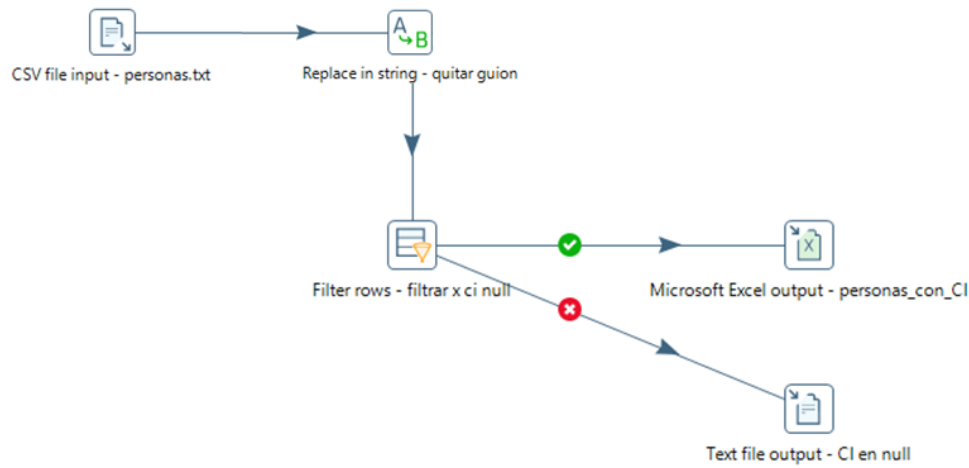 A
B
CSV file input - personas.txt
Replace in string - quitar guion
Filter rows - filtrar x ci null
X
Microsoft Excel output - personas_con_CI
Text file output - CI en null